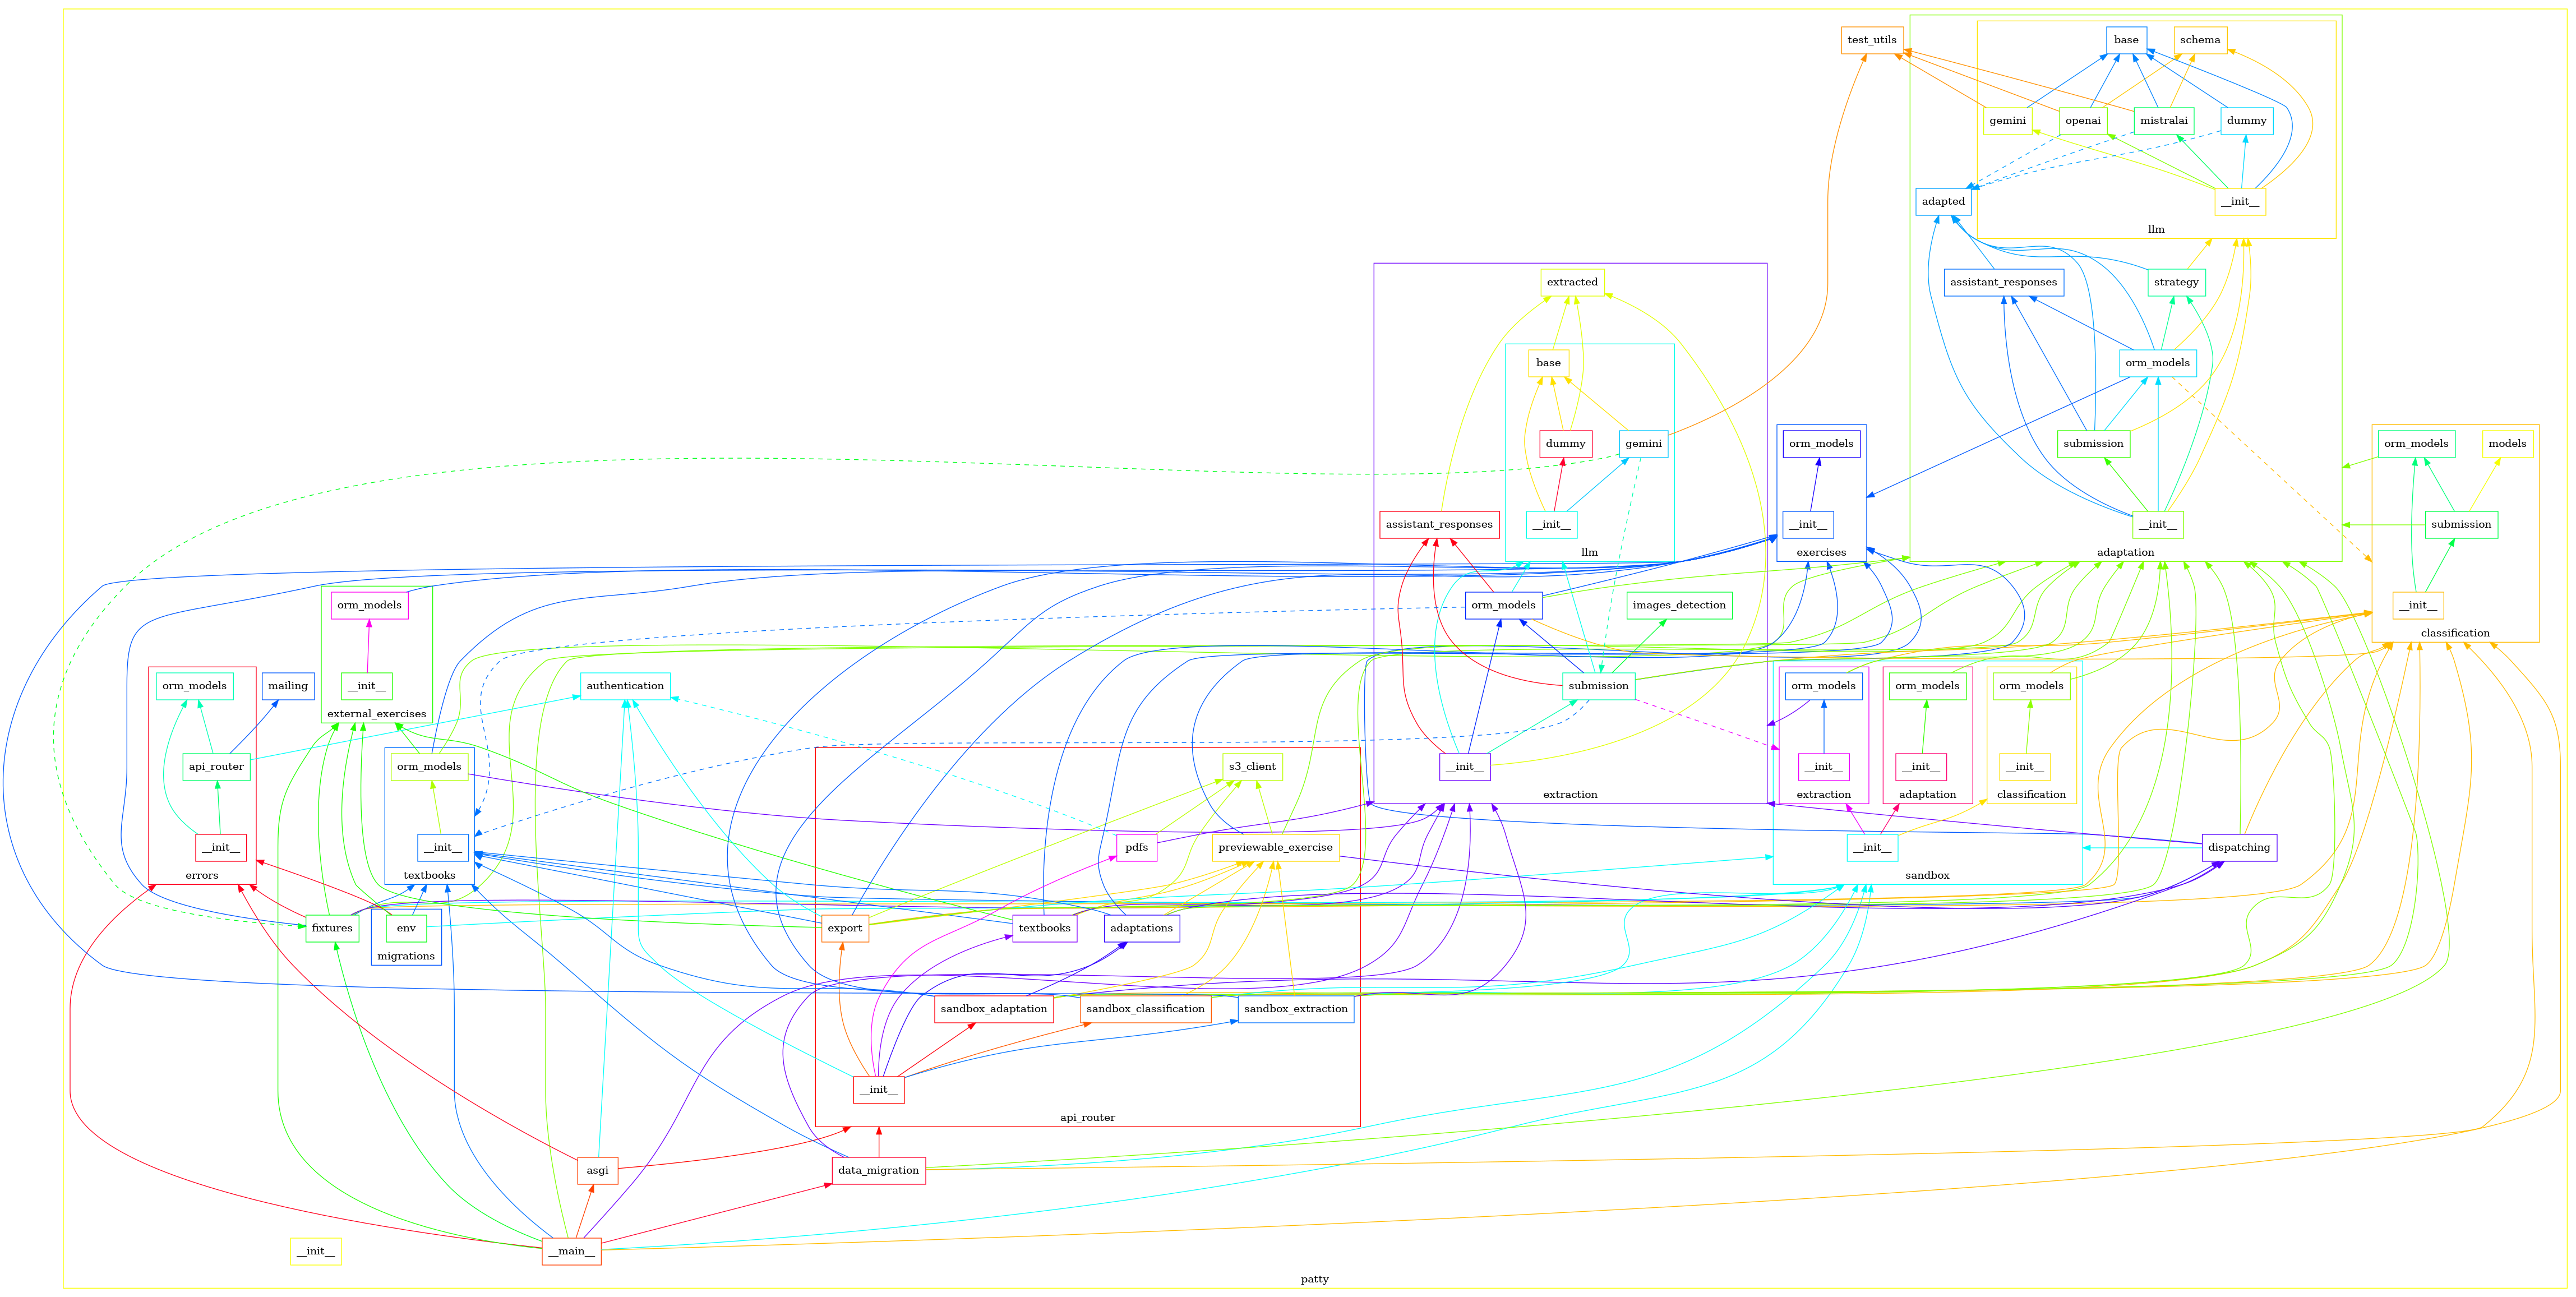 test_utils
base
schema
gemini
openai
mistralai
dummy
adapted
__init__
llm
extracted
assistant_responses
strategy
base
orm_models
dummy
gemini
orm_models
submission
orm_models
models
assistant_responses
__init__
__init__
__init__
submission
llm
exercises
adaptation
orm_models
orm_models
images_detection
__init__
classification
orm_models
mailing
__init__
authentication
submission
orm_models
orm_models
orm_models
external_exercises
api_router
orm_models
s3_client
__init__
__init__
__init__
__init__
extraction
extraction
adaptation
classification
__init__
__init__
pdfs
previewable_exercise
__init__
dispatching
errors
textbooks
sandbox
fixtures
env
export
textbooks
adaptations
migrations
sandbox_adaptation
sandbox_classification
sandbox_extraction
__init__
api_router
asgi
data_migration
__init__
__main__
patty